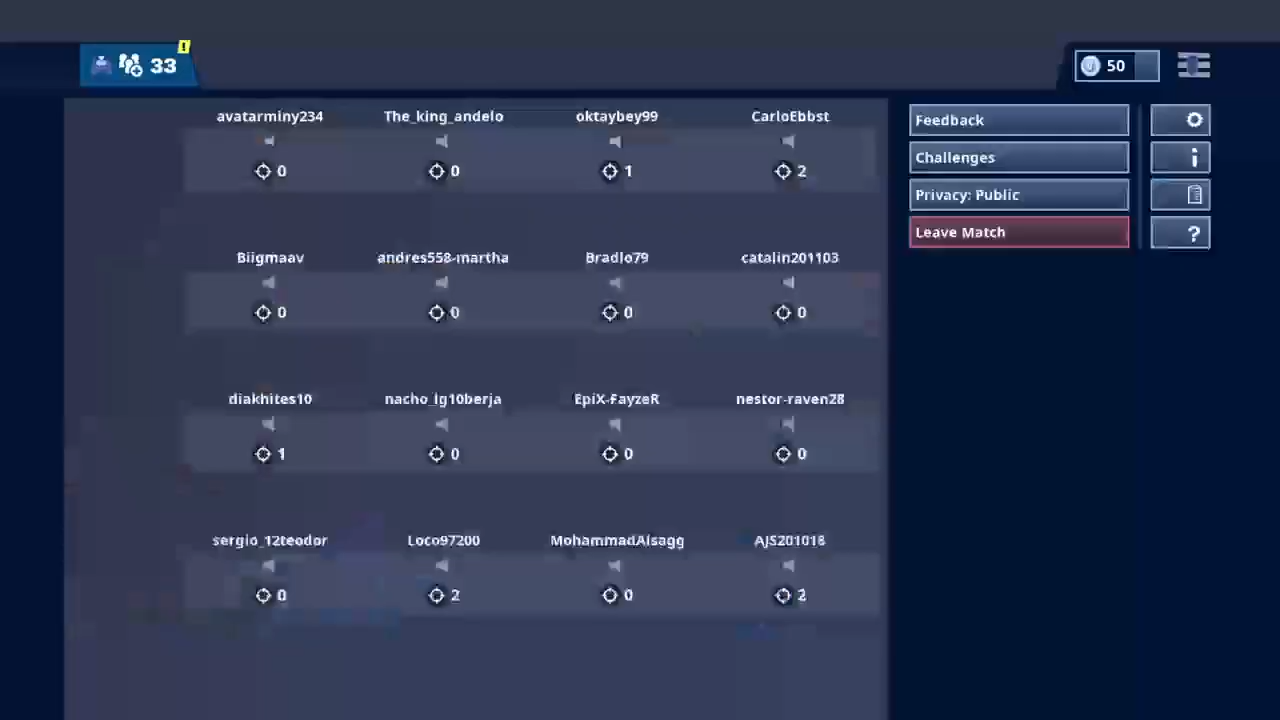 33
50
avatarminy234 The_king_andelo oktaybey99 CarloEbbst
0 0 1 2
Biigmaav andres558-martha Bradlo79 catalin201103
0 0 0 0
diakhites10 nacho_lg10berja EpiX-FayzeR nestor-raven28
1 0 0 0
sergio_12teodor Loco97200 MohammadAlsagg AJS201018
0 2 0 2
Feedback
Challenges
Privacy: Public
Leave Match